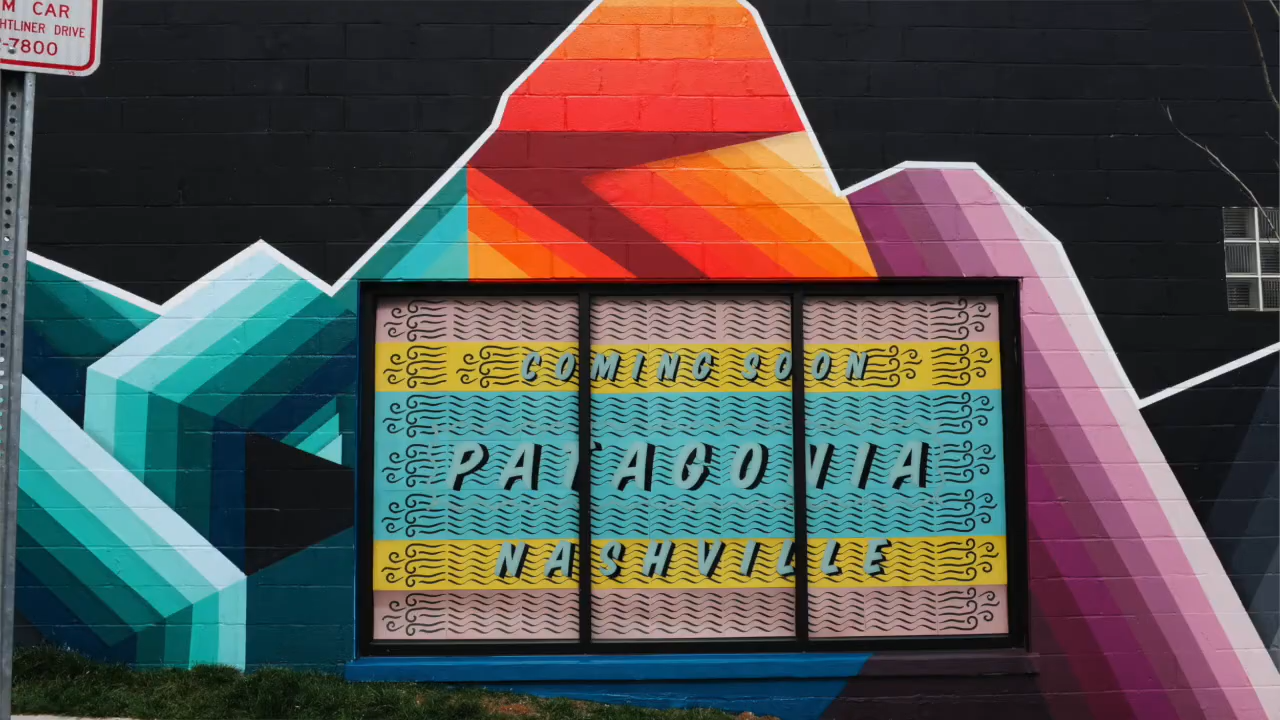 M CAR
HTLINER DRIVE
-7800
COMING SOON
PATAGONIA
NASHVILLE